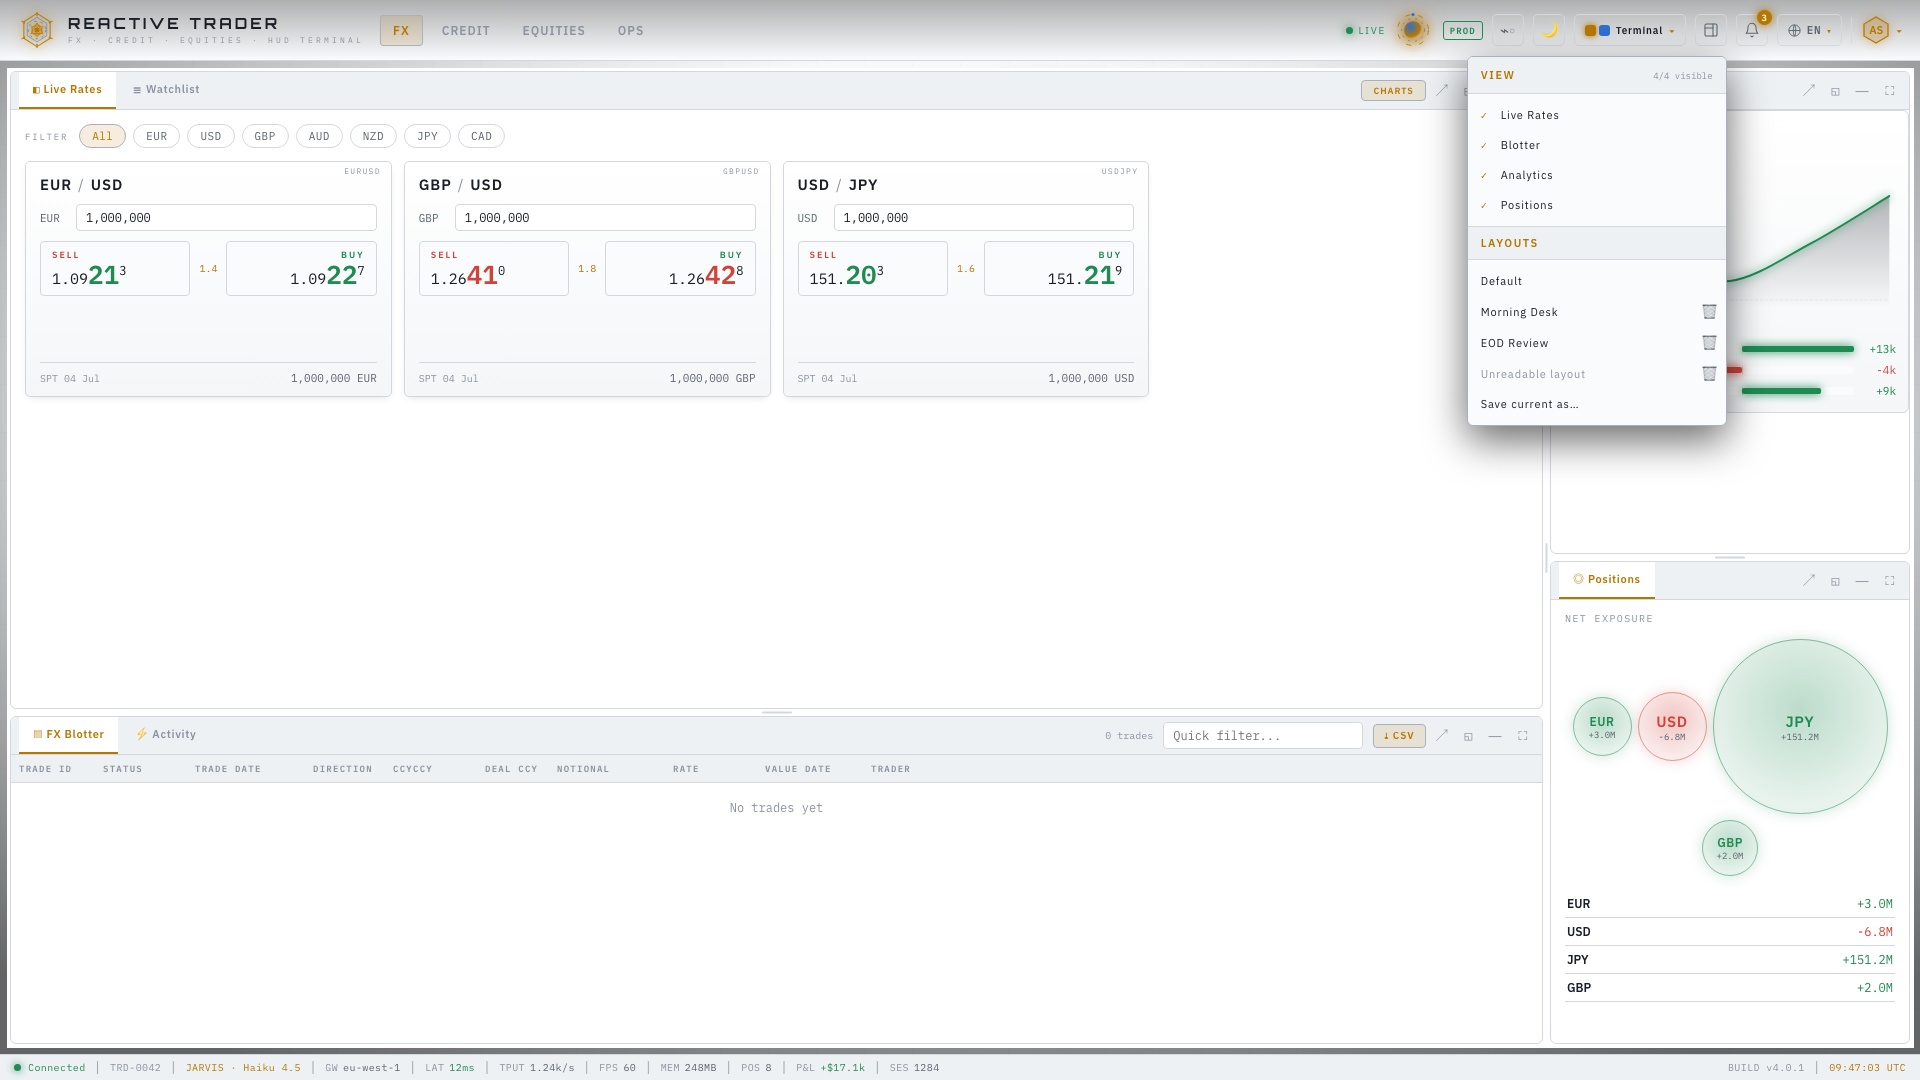 REACTIVE TRADER
FX · CREDIT · EQUITIES · HUD TERMINAL
FX
CREDIT
EQUITIES
OPS
LIVE
PROD
Terminal
3
EN
AS
Live Rates
Watchlist
CHARTS
FILTER
All
EUR
USD
GBP
AUD
NZD
JPY
CAD
EURUSD
EUR / USD
EUR 1,000,000
SELL
1.09213
1.4
BUY
1.09227
SPT 04 Jul
1,000,000 EUR
GBPUSD
GBP / USD
GBP 1,000,000
SELL
1.26410
1.8
BUY
1.26428
SPT 04 Jul
1,000,000 GBP
USDJPY
USD / JPY
USD 1,000,000
SELL
151.203
1.6
BUY
151.219
SPT 04 Jul
1,000,000 USD
VIEW
4/4 visible
✓ Live Rates
✓ Blotter
✓ Analytics
✓ Positions
LAYOUTS
Default
Morning Desk
EOD Review
Unreadable layout
Save current as…
+13k
-4k
+9k
FX Blotter
Activity
0 trades
Quick filter...
↓ CSV
TRADE ID STATUS TRADE DATE DIRECTION CCYCCY DEAL CCY NOTIONAL RATE VALUE DATE TRADER
No trades yet
Positions
NET EXPOSURE
EUR
+3.0M
USD
-6.8M
JPY
+151.2M
GBP
+2.0M
EUR +3.0M
USD -6.8M
JPY +151.2M
GBP +2.0M
Connected
TRD-0042
JARVIS · Haiku 4.5
GW eu-west-1
LAT 12ms
TPUT 1.24k/s
FPS 60
MEM 248MB
POS 8
P&L +$17.1k
SES 1284
BUILD v4.0.1
09:47:03 UTC